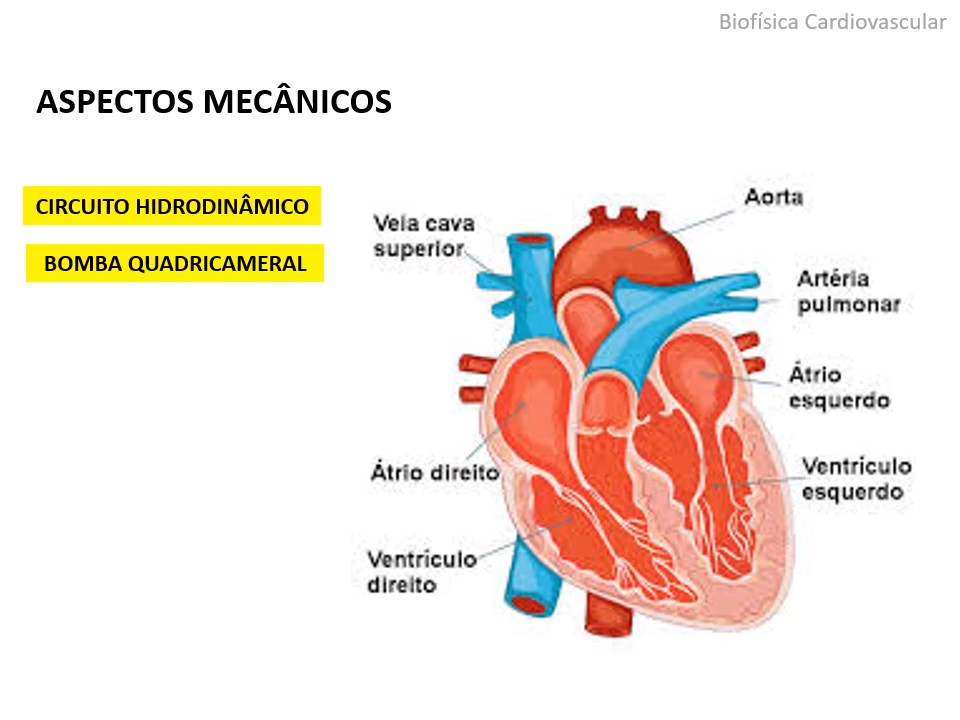 Biofísica Cardiovascular
ASPECTOS MECÂNICOS
CIRCUITO HIDRODINÂMICO
BOMBA QUADRICAMERAL
Veia cava
superior
Aorta
Artéria
pulmonar
Átrio
esquerdo
Átrio direito
Ventrículo
esquerdo
Ventrículo
direito